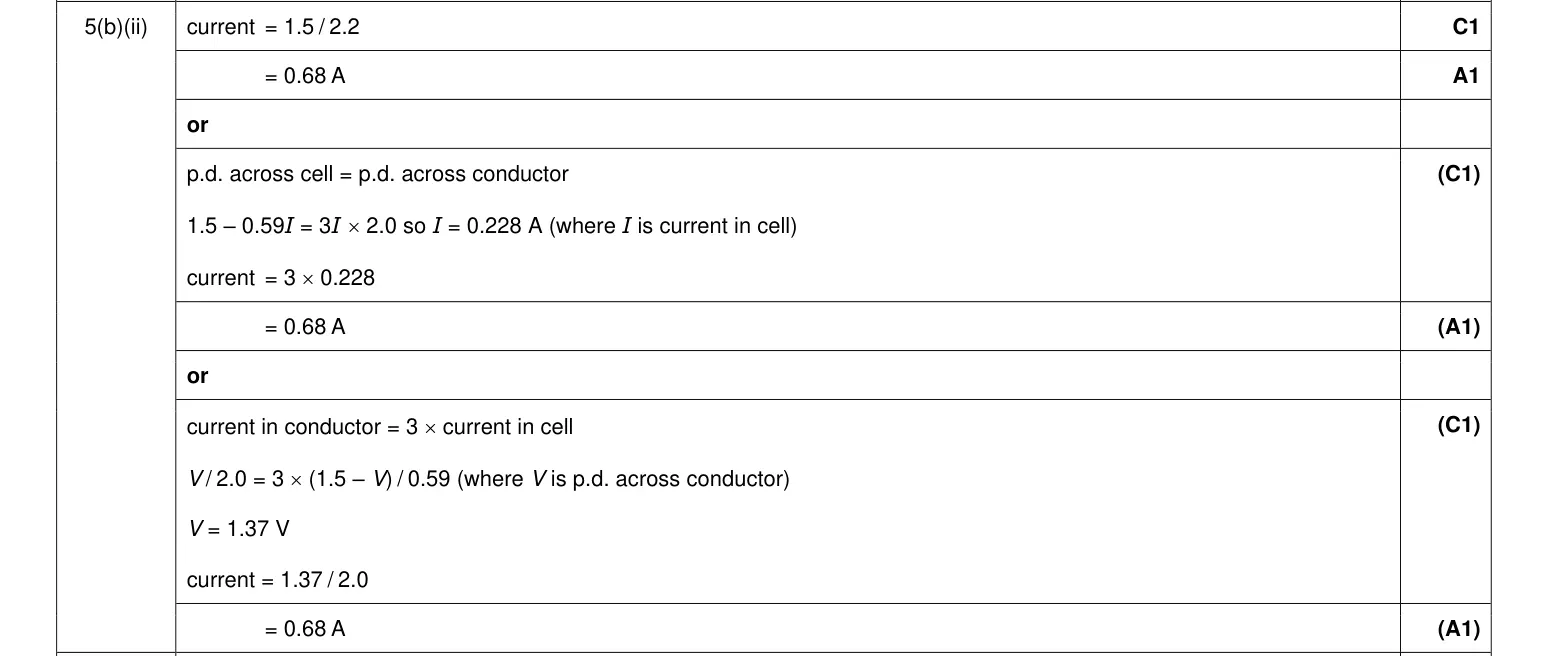 5(b)(ii) current = 1.5 / 2.2 C1
= 0.68 A A1
or
p.d. across cell = p.d. across conductor (C1)
1.5 – 0.59I = 3I × 2.0 so I = 0.228 A (where I is current in cell)
current = 3 × 0.228
= 0.68 A (A1)
or
current in conductor = 3 × current in cell (C1)
V / 2.0 = 3 × (1.5 – V) / 0.59 (where V is p.d. across conductor)
V = 1.37 V
current = 1.37 / 2.0
= 0.68 A (A1)